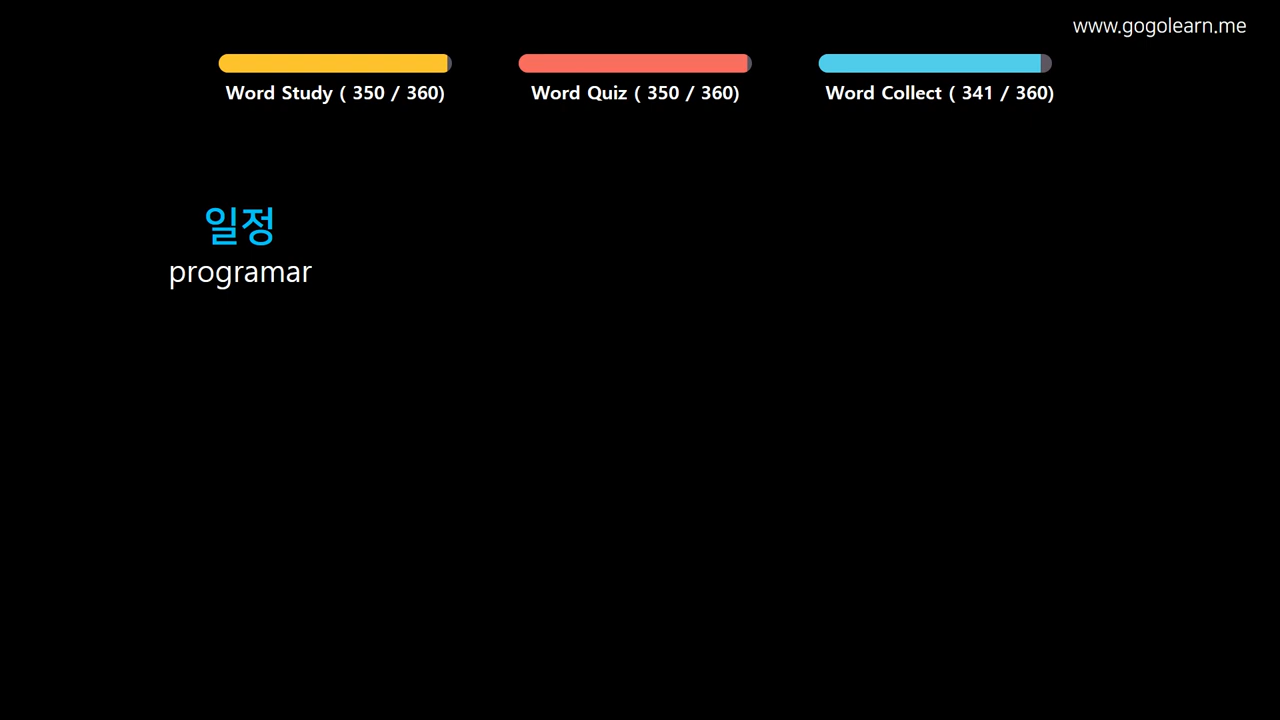 www.gogolearn.me
Word Study ( 350 / 360)
Word Quiz ( 350 / 360)
Word Collect ( 341 / 360)
일정
programar